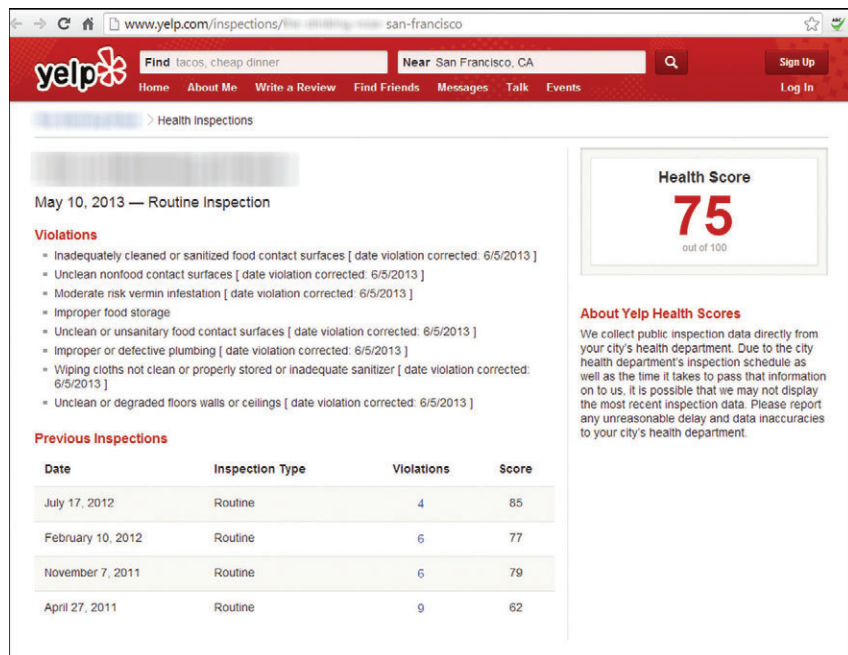 www.yelp.com/inspections/ san-francisco
yelp
Find tacos, cheap dinner
Near San Francisco, CA
Sign Up
Home About Me Write a Review Find Friends Messages Talk Events
Log In
> Health Inspections
May 10, 2013 — Routine Inspection
Violations
Inadequately cleaned or sanitized food contact surfaces [ date violation corrected: 6/5/2013 ]
Unclean nonfood contact surfaces [ date violation corrected: 6/5/2013 ]
Moderate risk vermin infestation [ date violation corrected: 6/5/2013 ]
Improper food storage
Unclean or unsanitary food contact surfaces [ date violation corrected: 6/5/2013 ]
Improper or defective plumbing [ date violation corrected: 6/5/2013 ]
Wiping cloths not clean or properly stored or inadequate sanitizer [ date violation corrected:
6/5/2013 ]
Unclean or degraded floors walls or ceilings [ date violation corrected: 6/5/2013 ]
Previous Inspections
Date Inspection Type Violations Score
July 17, 2012 Routine 4 85
February 10, 2012 Routine 6 77
November 7, 2011 Routine 6 79
April 27, 2011 Routine 9 62
Health Score
75
out of 100
About Yelp Health Scores
We collect public inspection data directly from
your city's health department. Due to the city
health department's inspection schedule as
well as the time it takes to pass that information
on to us, it is possible that we may not display
the most recent inspection data. Please report
any unreasonable delay and data inaccuracies
to your city's health department.